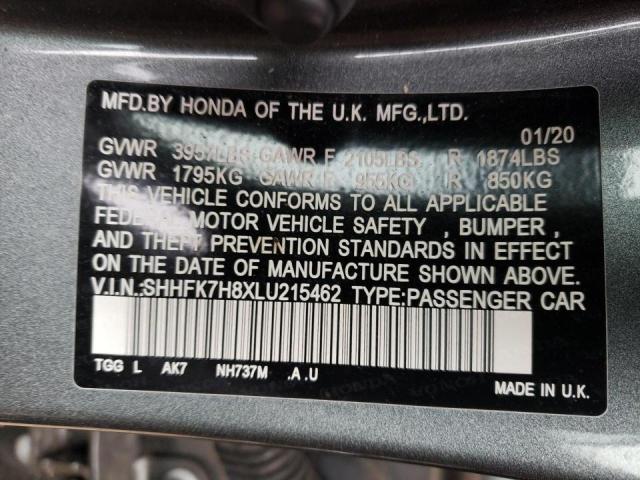 MFD.BY HONDA OF THE U.K. MFG.,LTD.
01/20
GVWR 3957LBS GAWR F 2105LBS R 1874LBS
GVWR 1795KG GAWR F 955KG R 850KG
THIS VEHICLE CONFORMS TO ALL APPLICABLE
FEDERAL MOTOR VEHICLE SAFETY , BUMPER ,
AND THEFT PREVENTION STANDARDS IN EFFECT
ON THE DATE OF MANUFACTURE SHOWN ABOVE.
V.I.N.:SHHFK7H8XLU215462 TYPE:PASSENGER CAR
TGG L AK7 NH737M .A .U
MADE IN U.K.